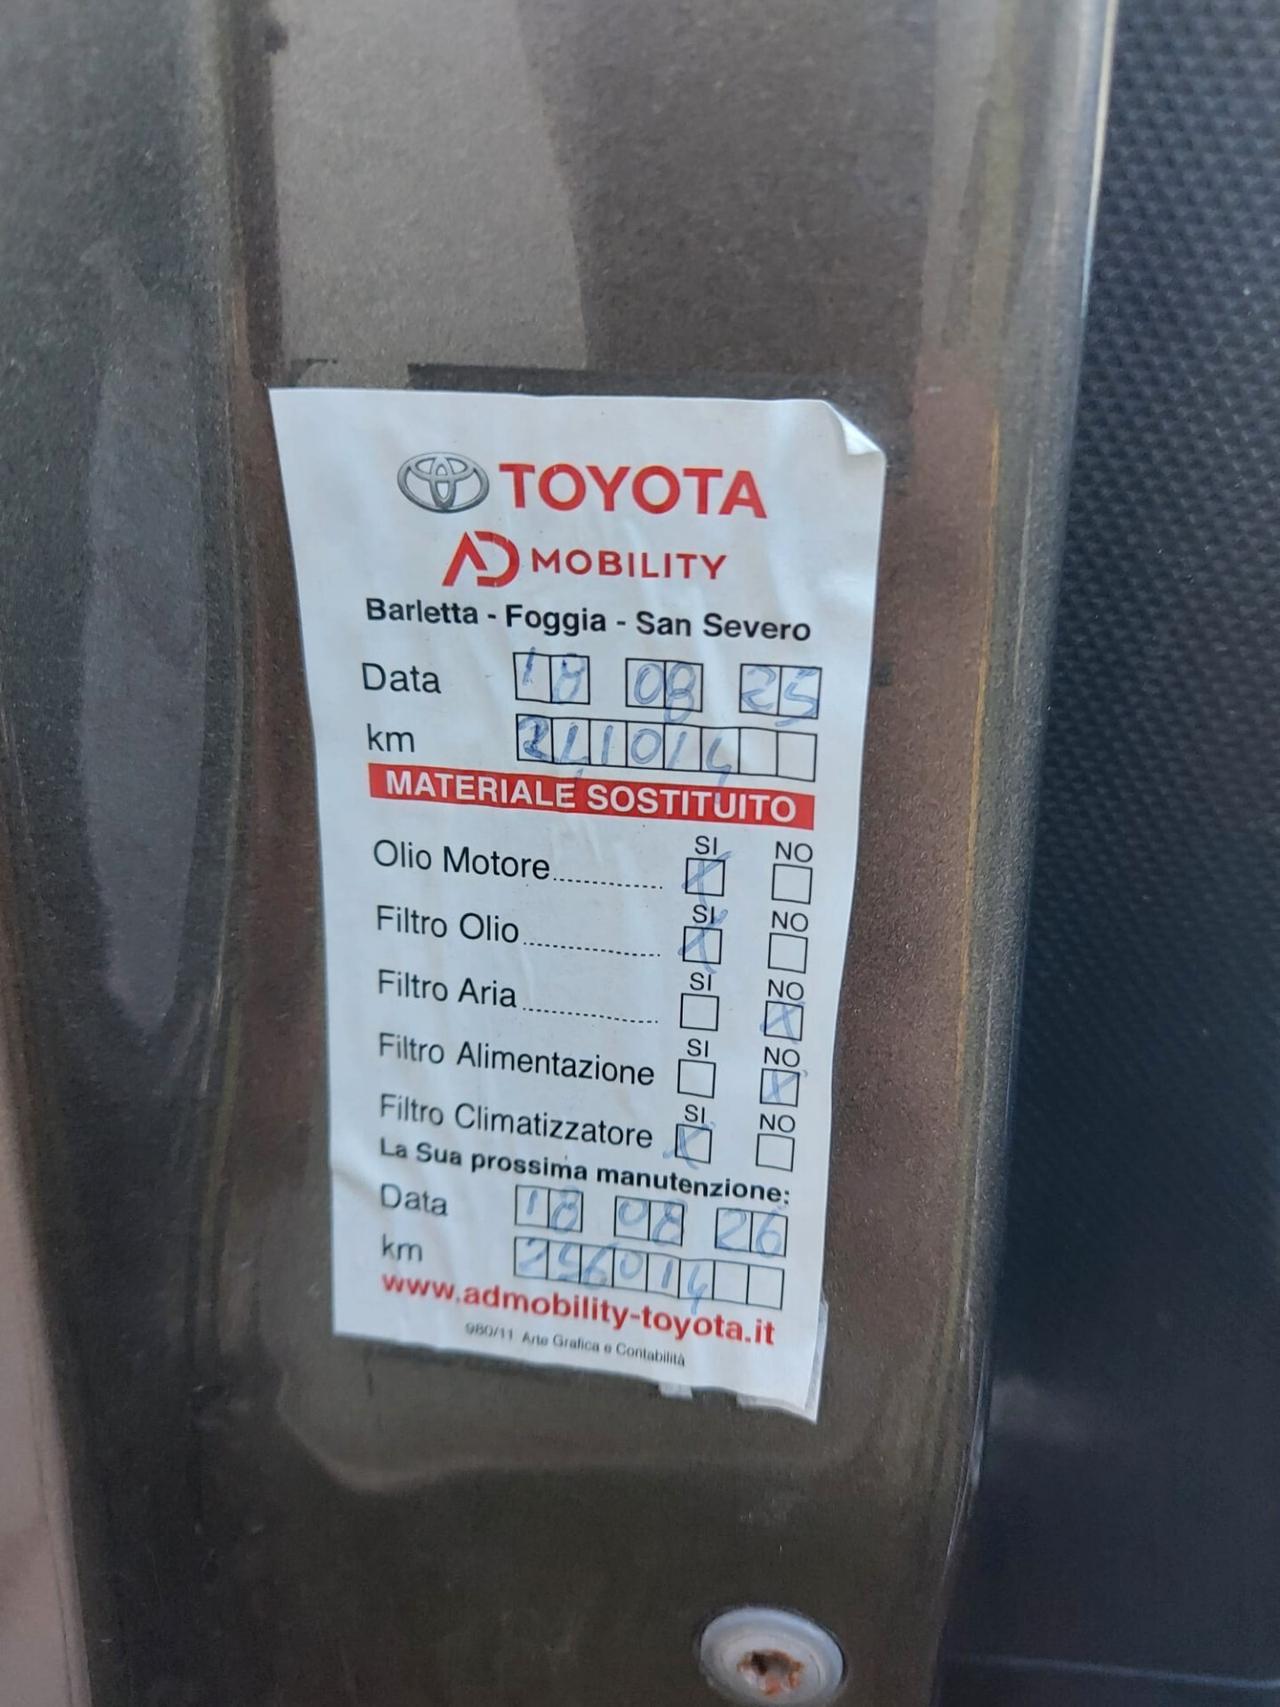 TOYOTA
AD MOBILITY
Barletta - Foggia - San Severo
Data 18 08 25
km 241014
MATERIALE SOSTITUITO
Olio Motore SI X NO
Filtro Olio SI X NO
Filtro Aria SI NO X
Filtro Alimentazione SI NO X
Filtro Climatizzatore SI X NO
La Sua prossima manutenzione:
Data 18 08 26
km 256014
www.admobility-toyota.it
980/11 Arte Grafica e Contabilità